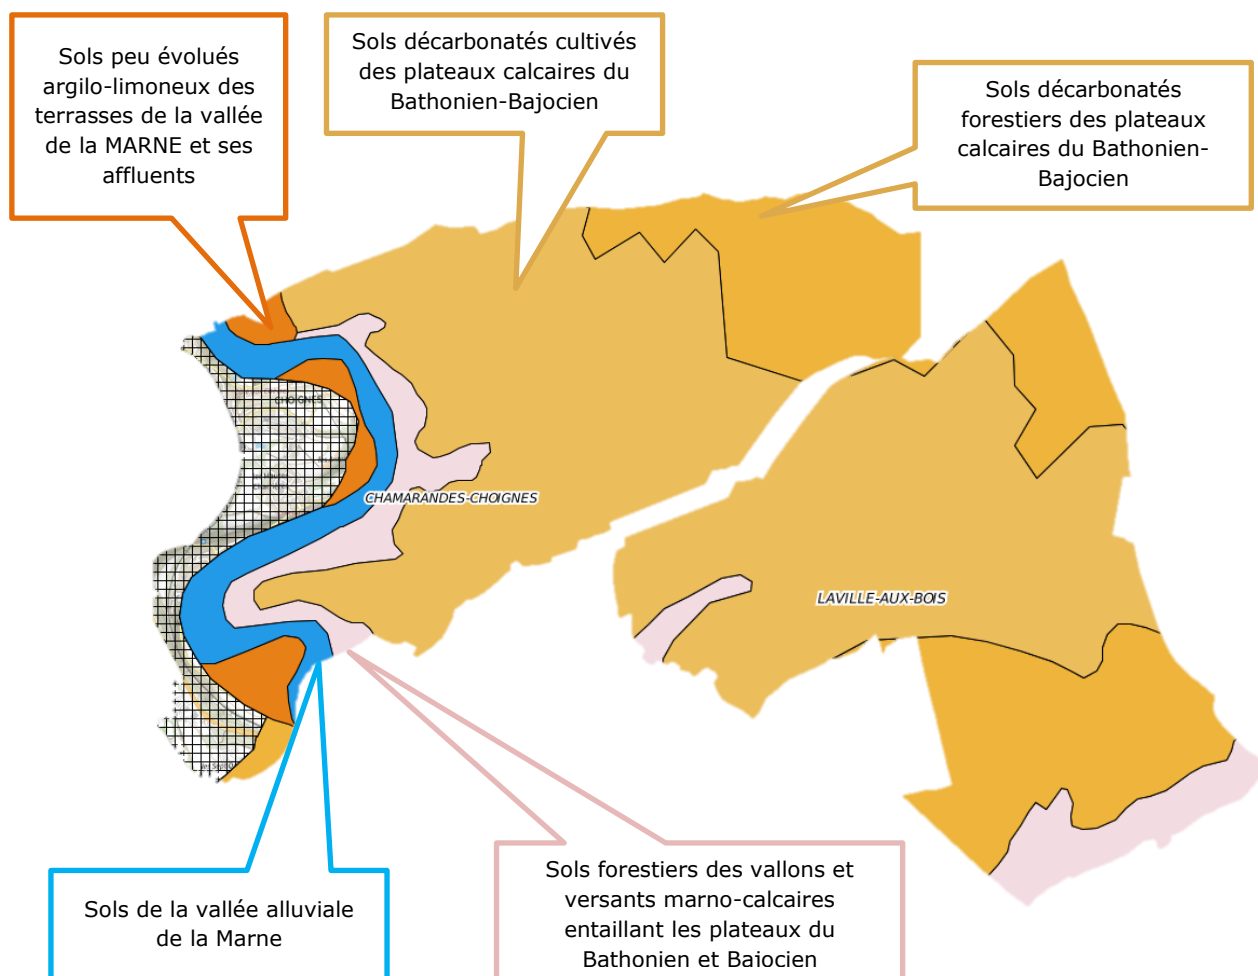 Sols peu évolués
argilo-limoneux des
terrasses de la vallée
de la MARNE et ses
affluents
Sols décarbonatés cultivés
des plateaux calcaires du
Bathonien-Bajocien
Sols décarbonatés
forestiers des plateaux
calcaires du Bathonien-
Bajocien
CHOIGNES
CHAMARANDES-CHOIGNES
LAVILLE-AUX-BOIS
Sols de la vallée alluviale
de la Marne
Sols forestiers des vallons et
versants marno-calcaires
entaillant les plateaux du
Bathonien et Bajocien